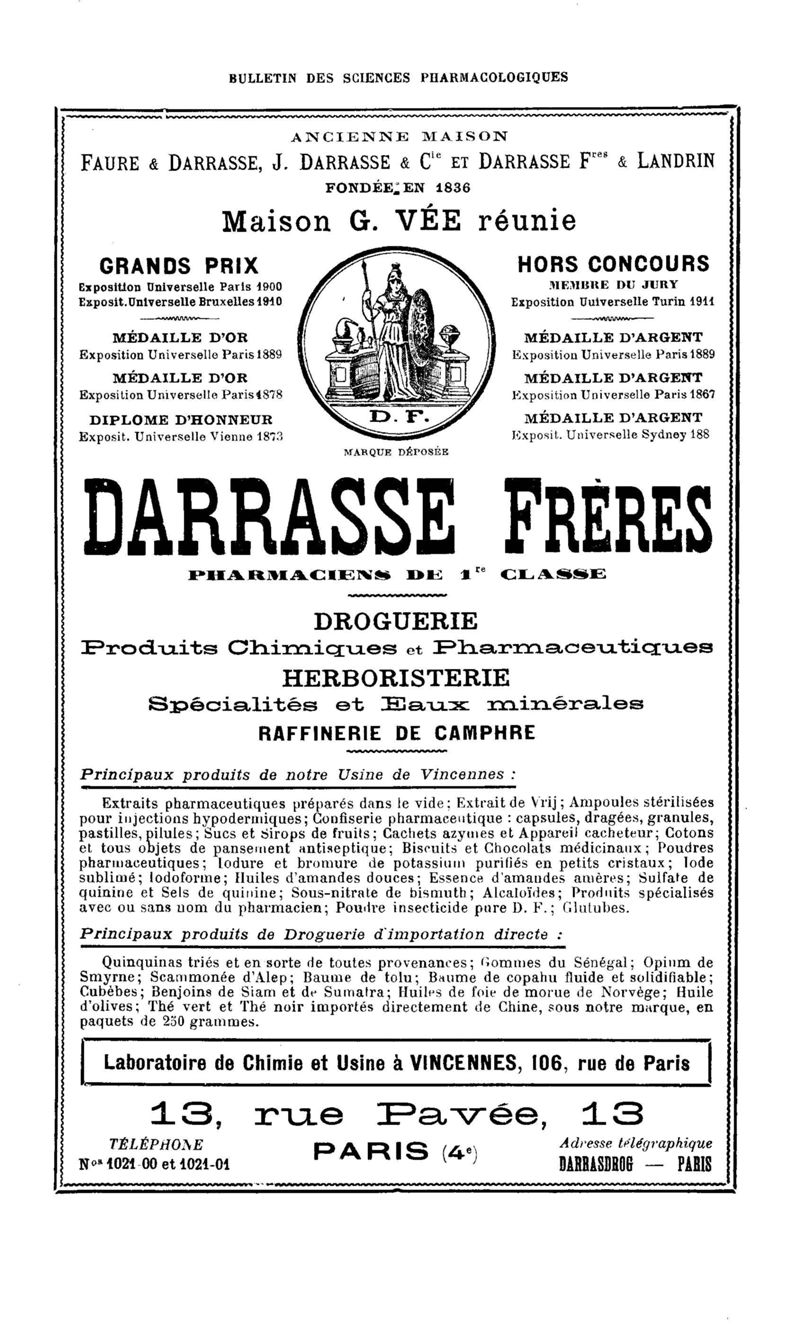 BULLETIN DES SCIENCES PHARMACOLOGIQUES
ANCIENNE MAISON
FAURE & DARRASSE, J. DARRASSE & Cie ET DARRASSE Fres & LANDRIN
FONDÉE EN 1836
Maison G. VÉE réunie
GRANDS PRIX
Exposition Universelle Paris 1900
Exposit. Universelle Bruxelles 1910
MÉDAILLE D'OR
Exposition Universelle Paris 1889
MÉDAILLE D'OR
Exposition Universelle Paris 1878
DIPLOME D'HONNEUR
Exposit. Universelle Vienne 1873
D. F.
MARQUE DÉPOSÉE
HORS CONCOURS
MEMBRE DU JURY
Exposition Universelle Turin 1911
MÉDAILLE D'ARGENT
Exposition Universelle Paris 1889
MÉDAILLE D'ARGENT
Exposition Universelle Paris 1867
MÉDAILLE D'ARGENT
Exposit. Universelle Sydney 188
DARRASSE FRÈRES
PHARMACIENS DE 1re CLASSE
DROGUERIE
Produits Chimiques et Pharmaceutiques
HERBORISTERIE
Spécialités et Eaux minérales
RAFFINERIE DE CAMPHRE
Principaux produits de notre Usine de Vincennes :
Extraits pharmaceutiques préparés dans le vide; Extrait de Vrij; Ampoules stérilisées
pour injections hypodermiques; Confiserie pharmaceutique : capsules, dragées, granules,
pastilles, pilules; Sucs et Sirops de fruits; Cachets azymes et Appareil cacheteur; Cotons
et tous objets de pansement antiseptique; Biscuits et Chocolats médicinaux; Poudres
pharmaceutiques; Iodure et bromure de potassium purifiés en petits cristaux; Iode
sublimé; Iodoforme; Huiles d'amandes douces; Essence d'amandes amères; Sulfate de
quinine et Sels de quinine; Sous-nitrate de bismuth; Alcaloïdes; Produits spécialisés
avec ou sans nom du pharmacien; Poudre insecticide pure D. F.; Glutubes.
Principaux produits de Droguerie d'importation directe :
Quinquinas triés et en sorte de toutes provenances; Gommes du Sénégal; Opium de
Smyrne; Scammonée d'Alep; Baume de tolu; Baume de copahu fluide et solidifiable;
Cubèbes; Benjoins de Siam et de Sumatra; Huiles de foie de morue de Norvège; Huile
d'olives; Thé vert et Thé noir importés directement de Chine, sous notre marque, en
paquets de 250 grammes.
Laboratoire de Chimie et Usine à VINCENNES, 106, rue de Paris
13, rue Pavée, 13
TÉLÉPHONE
Nos 1021-00 et 1021-01
PARIS (4e)
Adresse télégraphique
DARRASDROG — PARIS